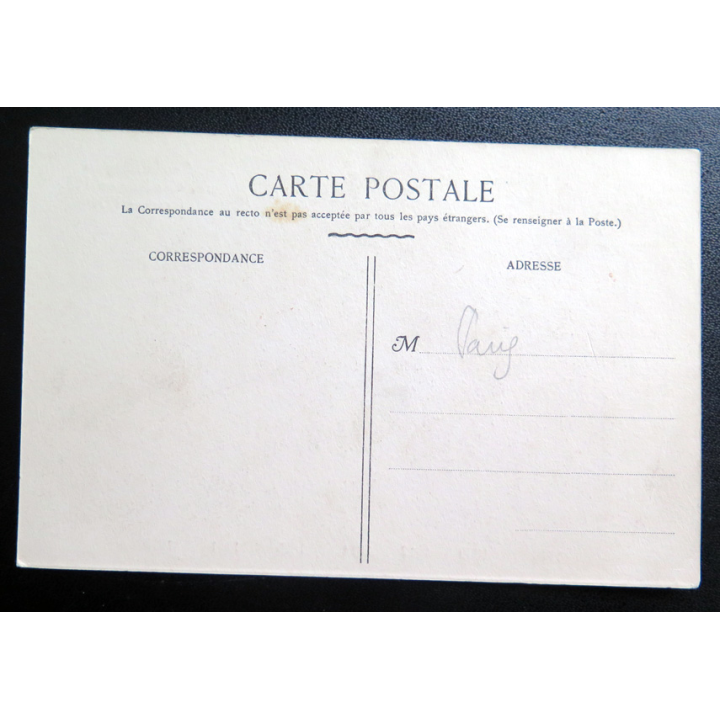 CARTE POSTALE
La Correspondance au recto n'est pas acceptée par tous les pays étrangers. (Se renseigner à la Poste.)
CORRESPONDANCE
ADRESSE
M Paris